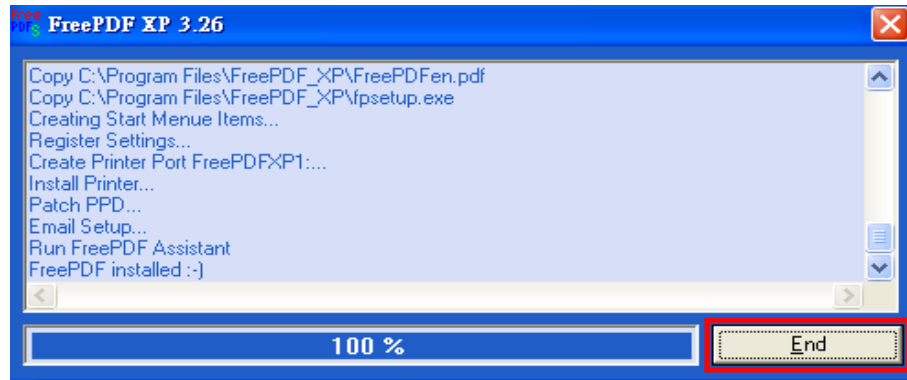 Free
PDFs FreePDF XP 3.26
Copy C:\Program Files\FreePDF_XP\FreePDFen.pdf
Copy C:\Program Files\FreePDF_XP\fpsetup.exe
Creating Start Menue Items...
Register Settings...
Create Printer Port FreePDFXP1:...
Install Printer...
Patch PPD...
Email Setup...
Run FreePDF Assistant
FreePDF installed :-)
100 %
End